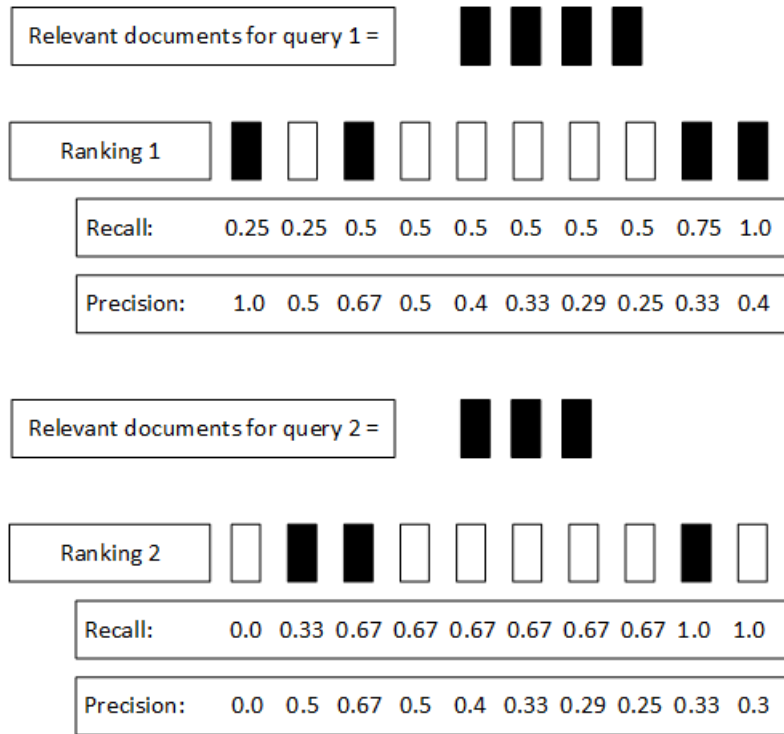 Relevant documents for query 1 =
Ranking 1
Recall: 0.25 0.25 0.5 0.5 0.5 0.5 0.5 0.5 0.75 1.0
Precision: 1.0 0.5 0.67 0.5 0.4 0.33 0.29 0.25 0.33 0.4
Relevant documents for query 2 =
Ranking 2
Recall: 0.0 0.33 0.67 0.67 0.67 0.67 0.67 0.67 1.0 1.0
Precision: 0.0 0.5 0.67 0.5 0.4 0.33 0.29 0.25 0.33 0.3